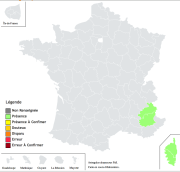 Île-de-France
Légende
Non Renseignée
Présence
Présence À Confirmer
Douteux
Disparu
Erreur
Erreur À Confirmer
Guadeloupe
Martinique
Guyane
La Réunion
Mayotte